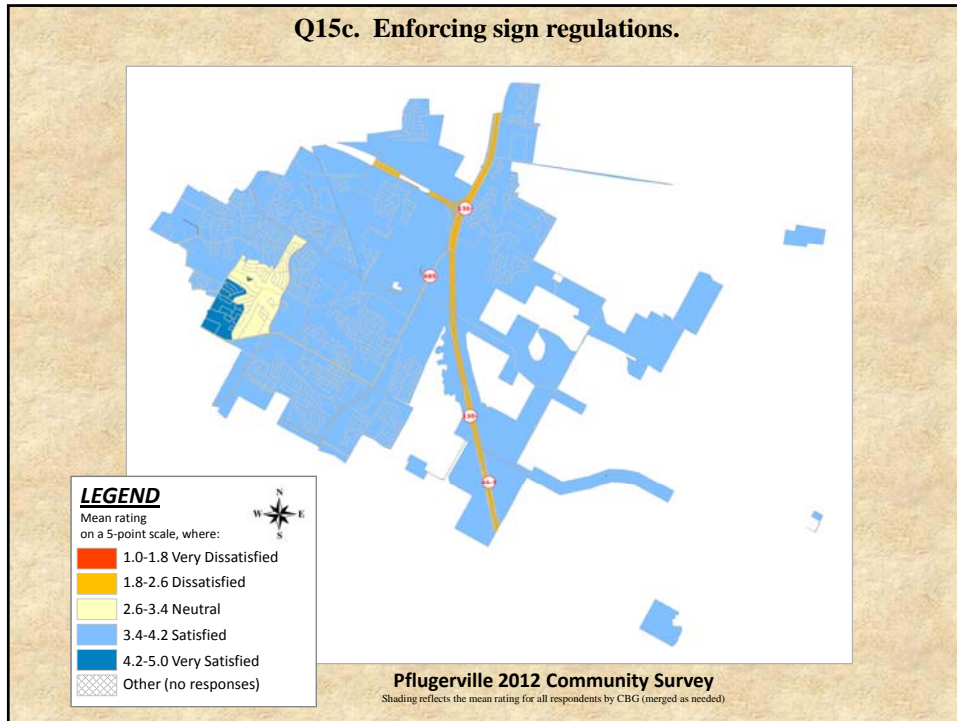 Q15c. Enforcing sign regulations.
130
685
130
LEGEND
Mean rating
on a 5-point scale, where:
N
W E
S
1.0-1.8 Very Dissatisfied
1.8-2.6 Dissatisfied
2.6-3.4 Neutral
3.4-4.2 Satisfied
4.2-5.0 Very Satisfied
Other (no responses)
Pflugerville 2012 Community Survey
Shading reflects the mean rating for all respondents by CBG (merged as needed)